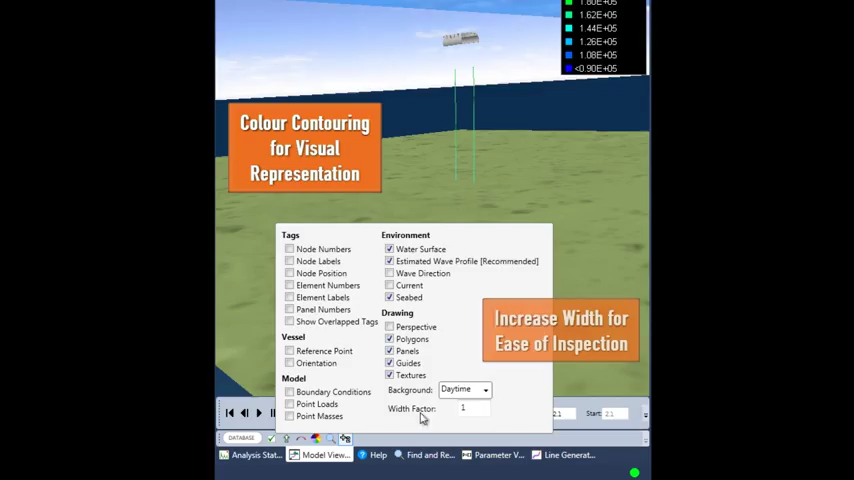 1.80E+05
1.62E+05
1.44E+05
1.26E+05
1.08E+05
<0.90E+05
Colour Contouring
for Visual
Representation
Tags
Node Numbers
Node Labels
Node Position
Element Numbers
Element Labels
Panel Numbers
Show Overlapped Tags
Vessel
Reference Point
Orientation
Model
Boundary Conditions
Point Loads
Point Masses
Environment
Water Surface
Estimated Wave Profile [Recommended]
Wave Direction
Current
Seabed
Drawing
Perspective
Polygons
Panels
Guides
Textures
Background: Daytime
Width Factor: 1
Increase Width for
Ease of Inspection
2.1 Start: 2.1
DATABASE
Analysis Stat... Model View... Help Find and Re... Parameter V... Line Generat...